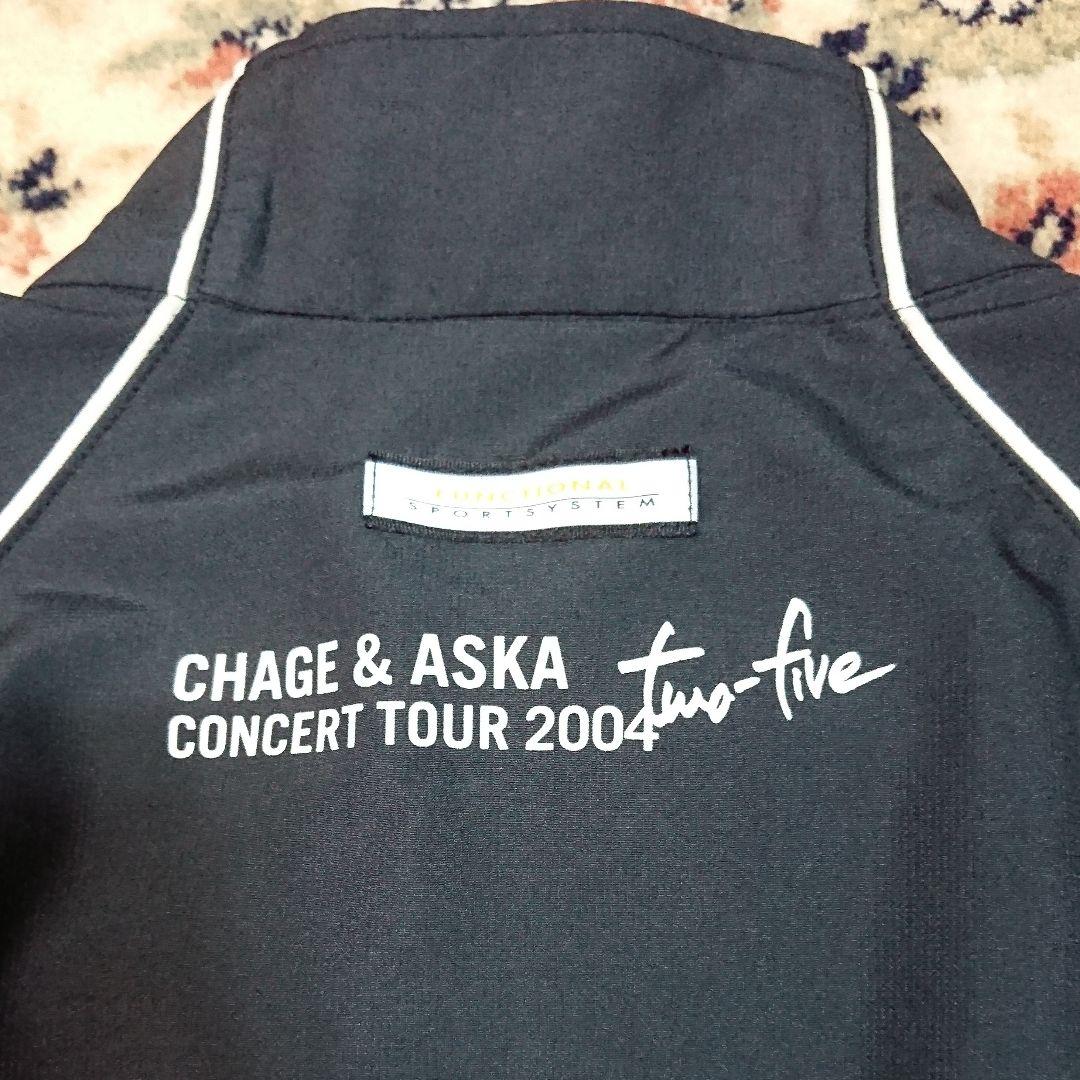 FUNCTIONAL
SPORTSYSTEM
CHAGE & ASKA
CONCERT TOUR 2004 two-five